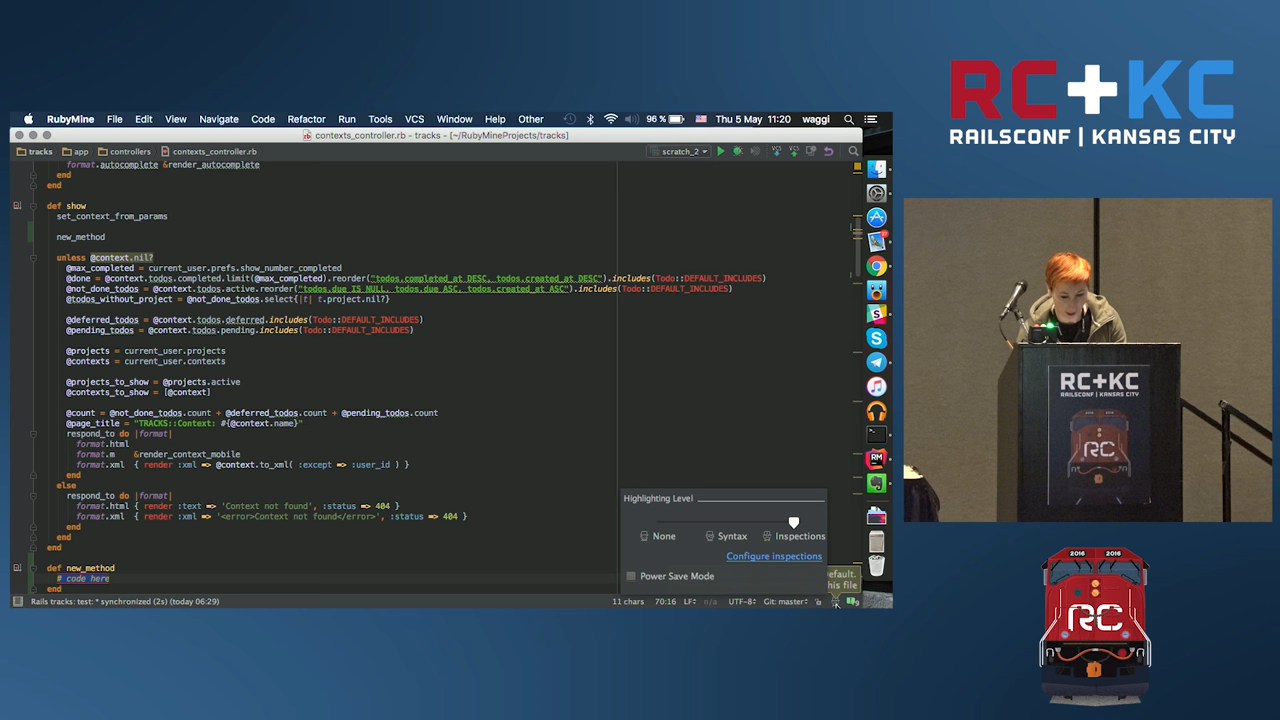 RC+KC
RAILSCONF | KANSAS CITY
RubyMine File Edit View Navigate Code Refactor Run Tools VCS Window Help Other 96 % Thu 5 May 11:20 waggi
contexts_controller.rb - tracks - [~/RubyMineProjects/tracks]
tracks app controllers contexts_controller.rb scratch_2
format.autocomplete &render_autocomplete
end
end
def show
set_context_from_params
new_method
unless @context.nil?
@max_completed = current_user.prefs.show_number_completed
@done = @context.todos.completed.limit(@max_completed).reorder("todos.completed_at DESC, todos.created_at DESC").includes(Todo::DEFAULT_INCLUDES)
@not_done_todos = @context.todos.active.reorder("todos.due IS NULL, todos.due ASC, todos.created_at ASC").includes(Todo::DEFAULT_INCLUDES)
@todos_without_project = @not_done_todos.select{|t| t.project.nil?}
@deferred_todos = @context.todos.deferred.includes(Todo::DEFAULT_INCLUDES)
@pending_todos = @context.todos.pending.includes(Todo::DEFAULT_INCLUDES)
@projects = current_user.projects
@contexts = current_user.contexts
@projects_to_show = @projects.active
@contexts_to_show = [@context]
@count = @not_done_todos.count + @deferred_todos.count + @pending_todos.count
@page_title = "TRACKS::Context: #{@context.name}"
respond_to do |format|
format.html
format.m &render_context_mobile
format.xml { render :xml => @context.to_xml( :except => :user_id ) }
end
else
respond_to do |format|
format.html { render :text => 'Context not found', :status => 404 }
format.xml { render :xml => '<error>Context not found</error>', :status => 404 }
end
end
end
def new_method
# code here
end
Highlighting Level
None Syntax Inspections
Configure inspections
Power Save Mode
efault.
his file
Rails tracks: test: * synchronized (2s) (today 06:29) 11 chars 70:16 LF n/a UTF-8 Git: master
RC+KC
RAILSCONF | KANSAS CITY
RC
2016 2016
RC